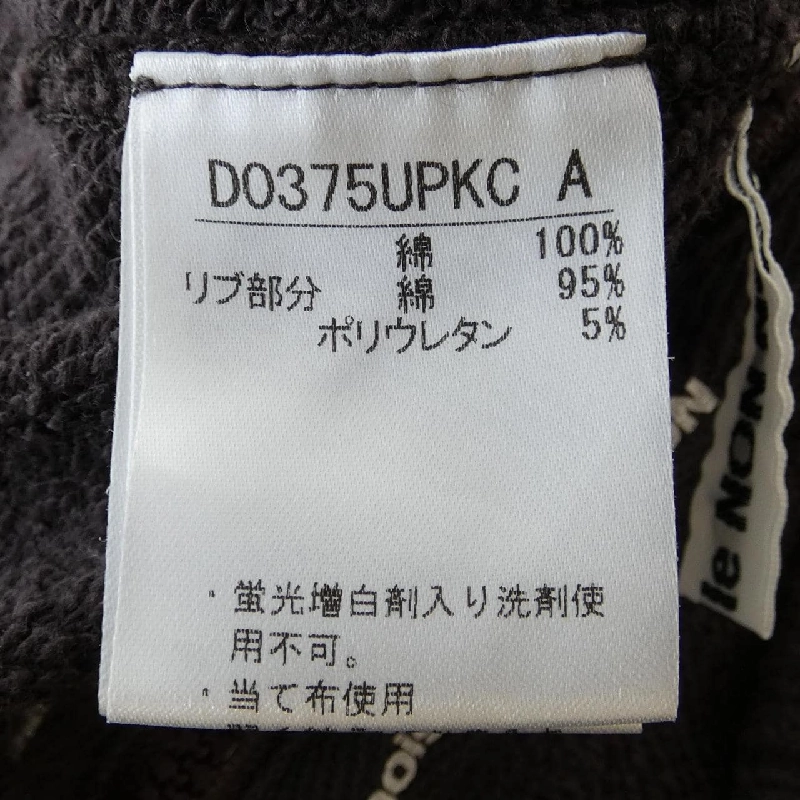 D0375UPKC A
綿 100%
リブ部分 綿 95%
ポリウレタン 5%
・蛍光増白剤入り洗剤使
用不可。
・当て布使用
le NON